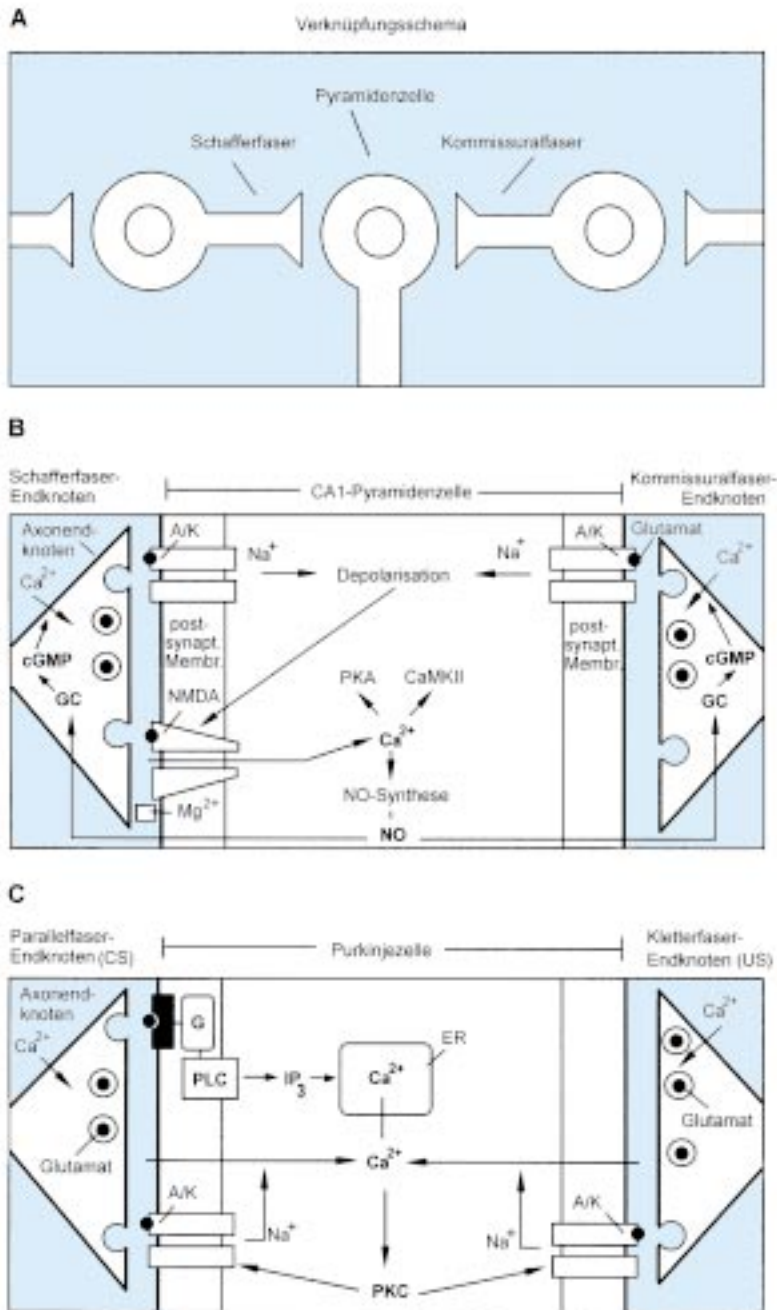 A
Verknüpfungsschema
Pyramidenzelle
Schafferfaser
Kommissuralfaser
B
Schafferfaser-
Endknoten
CA1-Pyramidenzelle
Kommissuralfaser-
Endknoten
Axonend-
knoten
A/K
Na+
A/K
Glutamat
Ca2+
Na+
Ca2+
Depolarisation
post-
synapt.
Membr.
post-
synapt.
Membr.
cGMP
GC
NMDA
PKA
CaMKII
cGMP
GC
Ca2+
NO-Synthese
Mg2+
NO
C
Parallelfaser-
Endknoten (CS)
Purkinjezelle
Kletterfaser-
Endknoten (US)
Axonend-
knoten
Ca2+
G
ER
Ca2+
PLC
IP3
Ca2+
Glutamat
Glutamat
Ca2+
A/K
Na+
A/K
Na+
PKC